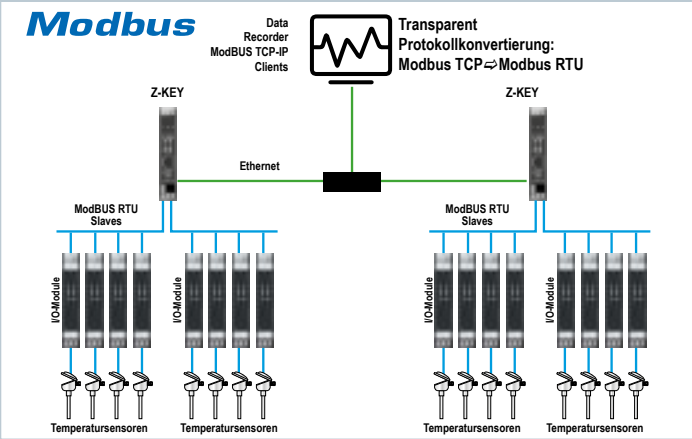 Modbus
Data
Recorder
ModBUS TCP-IP
Clients
Transparent
Protokollkonvertierung:
Modbus TCP⇨Modbus RTU
Z-KEY
Z-KEY
Ethernet
ModBUS RTU
Slaves
ModBUS RTU
Slaves
I/O-Module
I/O-Module
I/O-Module
I/O-Module
Temperatursensoren
Temperatursensoren
Temperatursensoren
Temperatursensoren